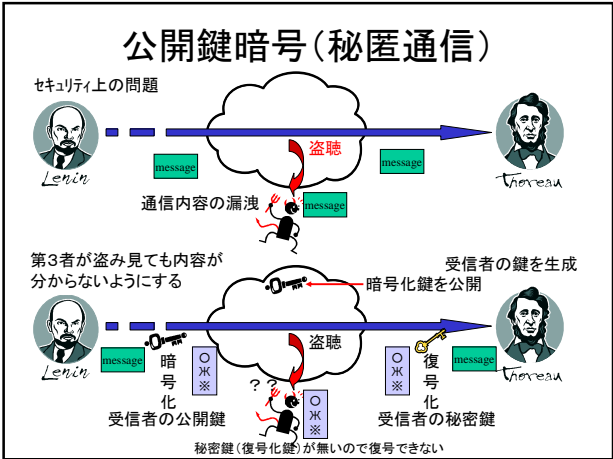 公開鍵暗号(秘匿通信)
セキュリティ上の問題
盗聴
message
message
Lenin
Thoreau
通信内容の漏洩
message
第3者が盗み見ても内容が
分からないようにする
受信者の鍵を生成
暗号化鍵を公開
盗聴
message
暗号化
○ж※
○ж※
復号化
message
Lenin
Thoreau
? ?
○ж※
受信者の公開鍵
受信者の秘密鍵
秘密鍵(復号化鍵)が無いので復号できない